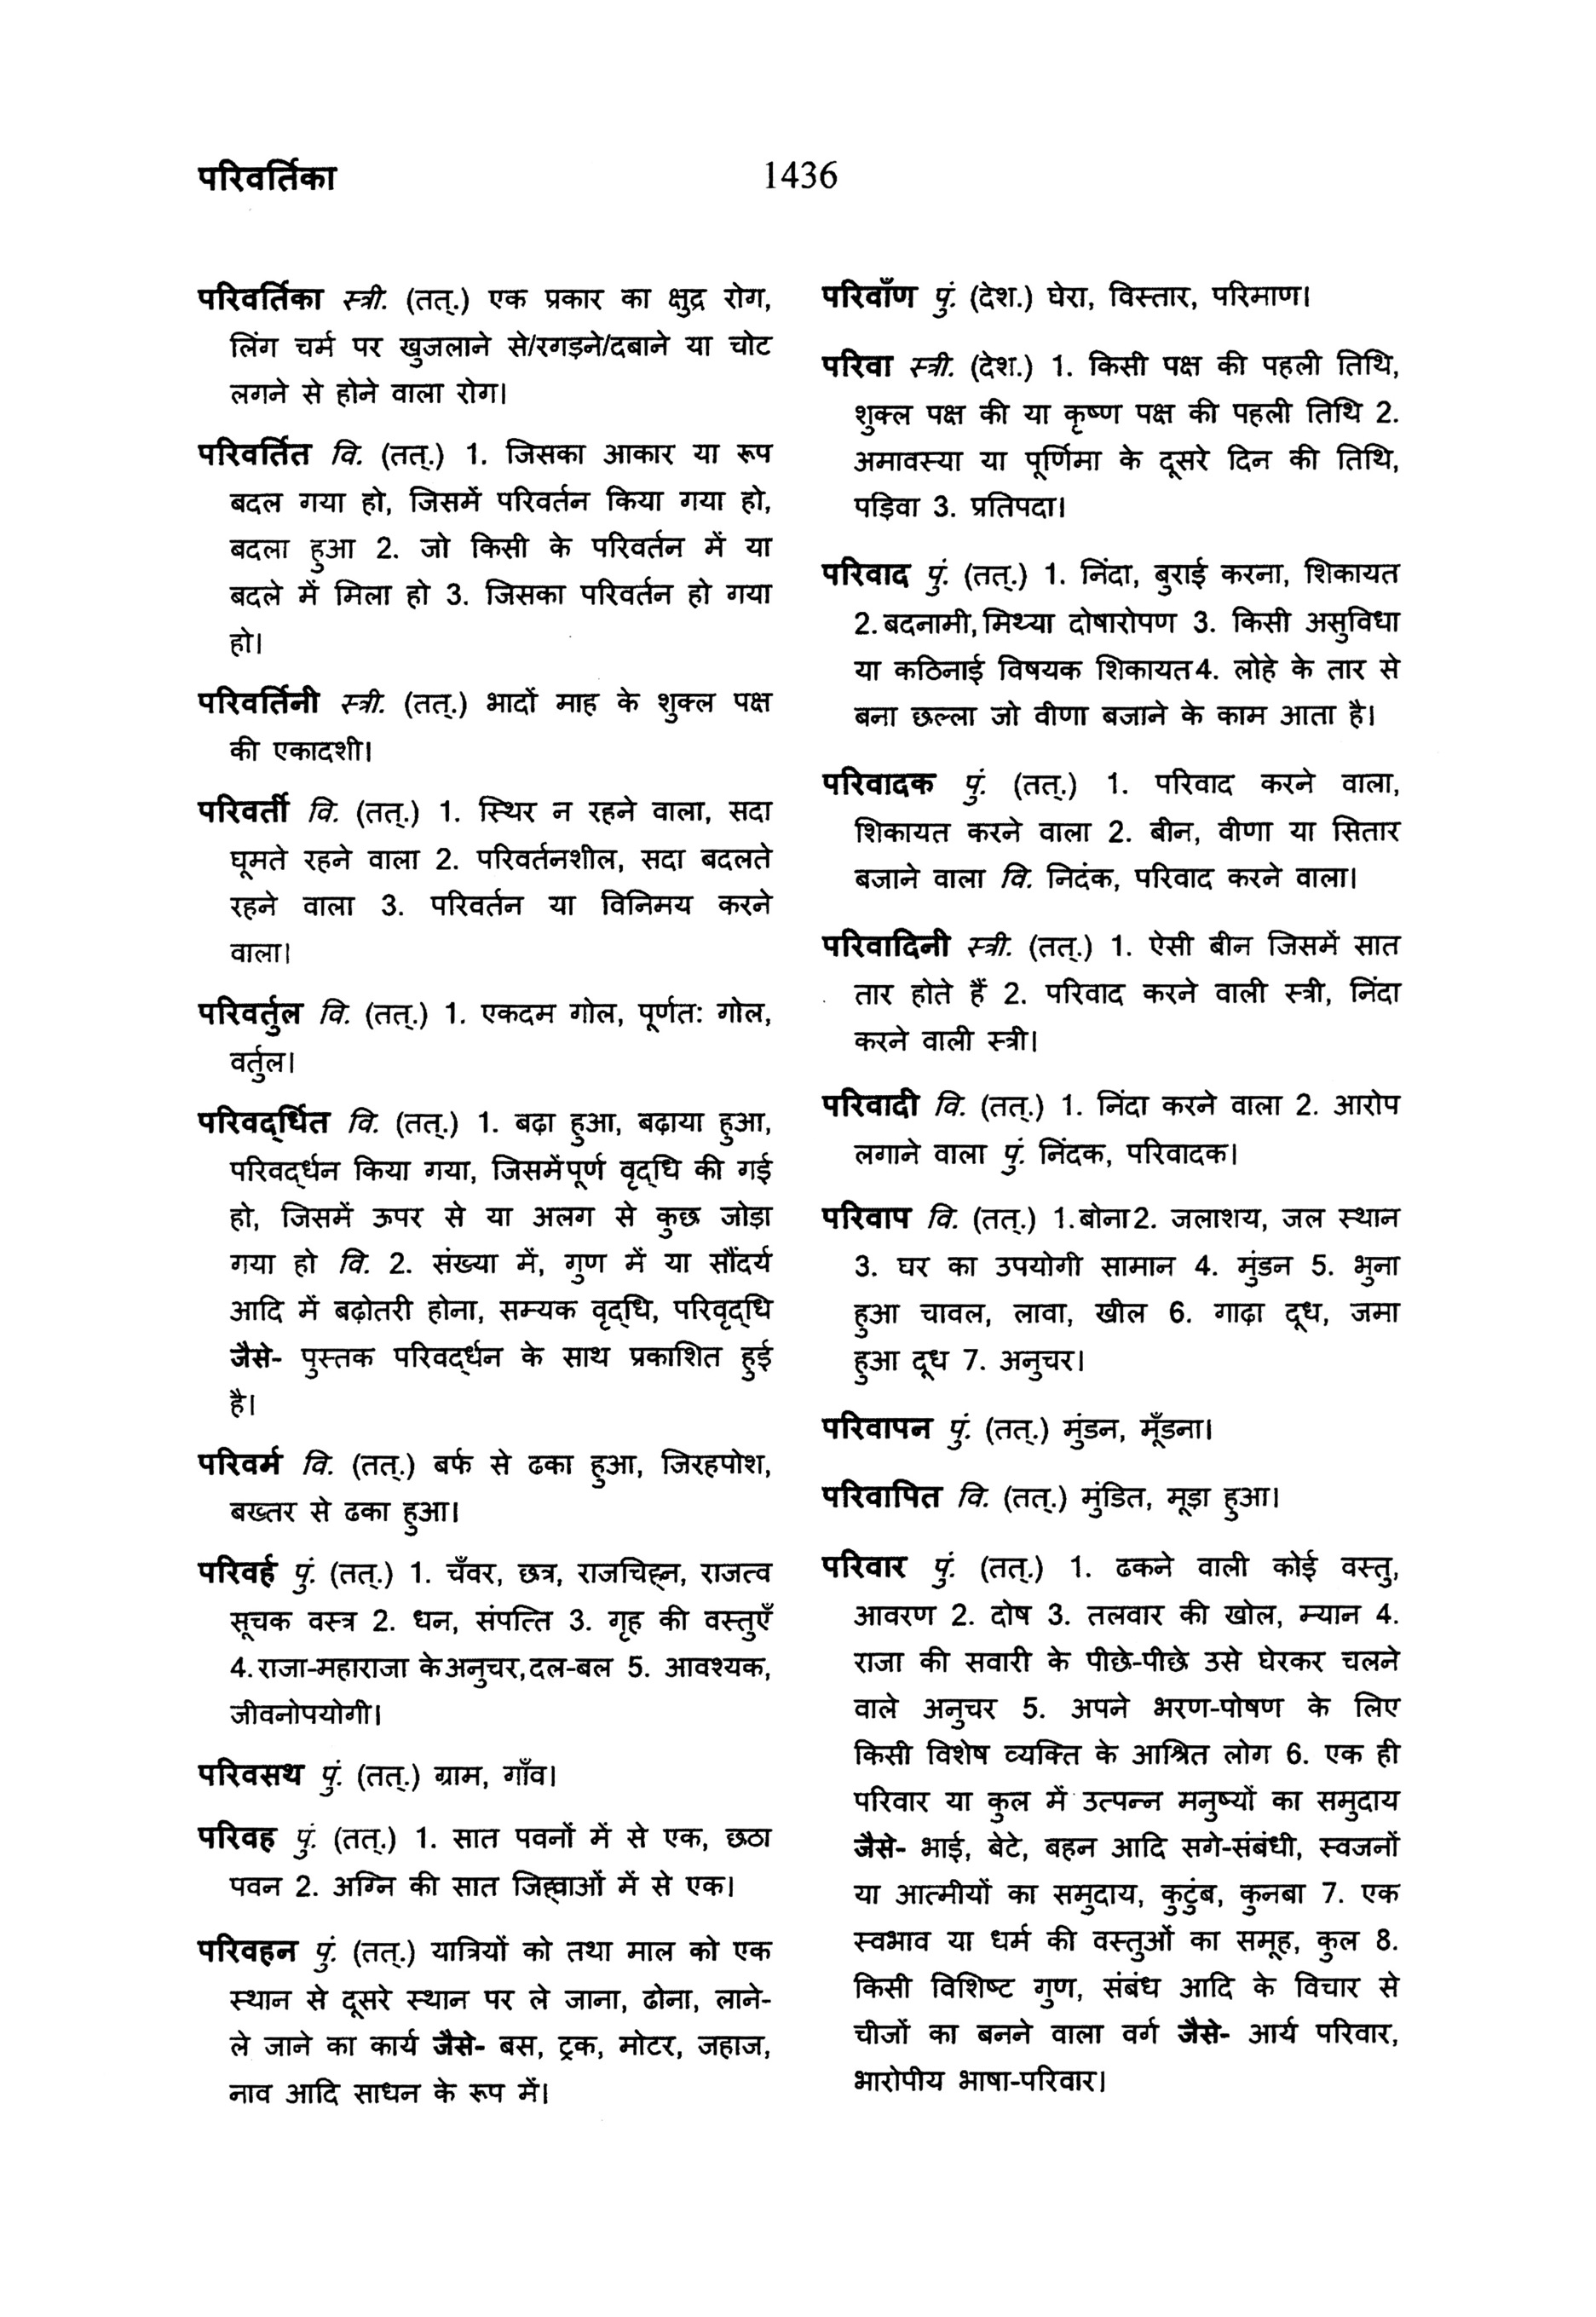 परिवर्तिका
1436
परिवर्तिका स्त्री. (तत्.) एक प्रकार का क्षुद्र रोग,
लिंग चर्म पर खुजलाने से/रगड़ने/दबाने या चोट
लगने से होने वाला रोग।
परिवर्तित वि. (तत्.) 1. जिसका आकार या रूप
बदल गया हो, जिसमें परिवर्तन किया गया हो,
बदला हुआ 2. जो किसी के परिवर्तन में या
बदले में मिला हो 3. जिसका परिवर्तन हो गया
हो।
परिवर्तिनी स्त्री. (तत्.) भादों माह के शुक्ल पक्ष
की एकादशी।
परिवर्ती वि. (तत्.) 1. स्थिर न रहने वाला, सदा
घूमते रहने वाला 2. परिवर्तनशील, सदा बदलते
रहने वाला 3. परिवर्तन या विनिमय करने
वाला।
परिवर्तुल वि. (तत्.) 1. एकदम गोल, पूर्णत: गोल,
वर्तुल।
परिवद्‌र्धित वि. (तत्.) 1. बढ़ा हुआ, बढ़ाया हुआ,
परिवद्‌र्धन किया गया, जिसमेंपूर्ण वृद्‌धि की गई
हो, जिसमें ऊपर से या अलग से कुछ जोड़ा
गया हो वि. 2. संख्या में, गुण में या सौंदर्य
आदि में बढ़ोतरी होना, सम्यक वृद्‌धि, परिवृद्‌धि
जैसे- पुस्तक परिवद्‌र्धन के साथ प्रकाशित हुई
है।
परिवर्म वि. (तत्.) बर्फ से ढका हुआ, जिरहपोश,
बख्तर से ढका हुआ।
परिवर्ह पुं. (तत्.) 1. चँवर, छत्र, राजचिह्‌न, राजत्व
सूचक वस्त्र 2. धन, संपत्ति 3. गृह की वस्तुएँ
4. राजा-महाराजा के अनुचर, दल-बल 5. आवश्यक,
जीवनोपयोगी।
परिवसथ पुं. (तत्.) ग्राम, गाँव।
परिवह पुं. (तत्.) 1. सात पवनों में से एक, छठा
पवन 2. अग्नि की सात जिह्‌वाओं में से एक।
परिवहन पुं. (तत्.) यात्रियों को तथा माल को एक
स्थान से दूसरे स्थान पर ले जाना, ढोना, लाने-
ले जाने का कार्य जैसे- बस, ट्रक, मोटर, जहाज,
नाव आदि साधन के रूप में।
परिवाँण पुं. (देश.) घेरा, विस्तार, परिमाण।
परिवा स्त्री. (देश.) 1. किसी पक्ष की पहली तिथि,
शुक्ल पक्ष की या कृष्ण पक्ष की पहली तिथि 2.
अमावस्या या पूर्णिमा के दूसरे दिन की तिथि,
पड़िवा 3. प्रतिपदा।
परिवाद पुं. (तत्.) 1. निंदा, बुराई करना, शिकायत
2. बदनामी, मिथ्या दोषारोपण 3. किसी असुविधा
या कठिनाई विषयक शिकायत4. लोहे के तार से
बना छल्ला जो वीणा बजाने के काम आता है।
परिवादक पुं. (तत्.) 1. परिवाद करने वाला,
शिकायत करने वाला 2. बीन, वीणा या सितार
बजाने वाला वि. निदंक, परिवाद करने वाला।
परिवादिनी स्त्री. (तत्.) 1. ऐसी बीन जिसमें सात
तार होते हैं 2. परिवाद करने वाली स्त्री, निंदा
करने वाली स्त्री।
परिवादी वि. (तत्.) 1. निंदा करने वाला 2. आरोप
लगाने वाला पुं. निंदक, परिवादक।
परिवाप वि. (तत्.) 1. बोना2. जलाशय, जल स्थान
3. घर का उपयोगी सामान 4. मुंडन 5. भुना
हुआ चावल, लावा, खील 6. गाढ़ा दूध, जमा
हुआ दूध 7. अनुचर।
परिवापन पुं. (तत्.) मुंडन, मूँडना।
परिवापित वि. (तत्.) मुंडित, मूड़ा हुआ।
परिवार पुं. (तत्.) 1. ढकने वाली कोई वस्तु,
आवरण 2. दोष 3. तलवार की खोल, म्यान 4.
राजा की सवारी के पीछे-पीछे उसे घेरकर चलने
वाले अनुचर 5. अपने भरण-पोषण के लिए
किसी विशेष व्यक्ति के आश्रित लोग 6. एक ही
परिवार या कुल में उत्पन्न मनुष्यों का समुदाय
जैसे- भाई, बेटे, बहन आदि सगे-संबंधी, स्वजनों
या आत्मीयों का समुदाय, कुटुंब, कुनबा 7. एक
स्वभाव या धर्म की वस्तुओं का समूह, कुल 8.
किसी विशिष्ट गुण, संबंध आदि के विचार से
चीजों का बनने वाला वर्ग जैसे- आर्य परिवार,
भारोपीय भाषा-परिवार।